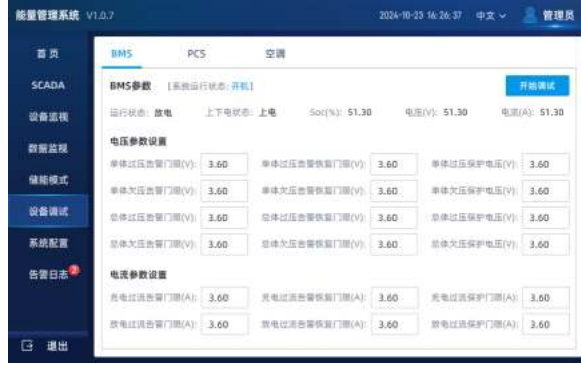 能量管理系统 V1.0.7 2024-10-23 16:26:37 中文 管理员
首页
SCADA
设备监视
数据监视
储能模式
设备调试
系统配置
告警日志 2
退出
BMS PCS 空调
BMS参数 [系统运行状态: 开机] 开始调试
运行状态: 放电 上下电状态: 上电 Soc(%): 51.30 电压(V): 51.30 电流(A): 51.30
电压参数设置
单体过压告警门限(V): 3.60 单体过压告警恢复门限(V): 3.60 单体过压保护电压(V): 3.60
单体欠压告警门限(V): 3.60 单体欠压告警恢复门限(V): 3.60 单体欠压保护电压(V): 3.60
总体过压告警门限(V): 3.60 总体过压告警恢复门限(V): 3.60 总体过压保护电压(V): 3.60
总体欠压告警门限(V): 3.60 总体欠压告警恢复门限(V): 3.60 总体欠压保护电压(V): 3.60
电流参数设置
充电过流告警门限(A): 3.60 充电过流告警恢复门限(A): 3.60 充电过流保护门限(A): 3.60
放电过流告警门限(A): 3.60 放电过流告警恢复门限(A): 3.60 放电过流保护门限(A): 3.60